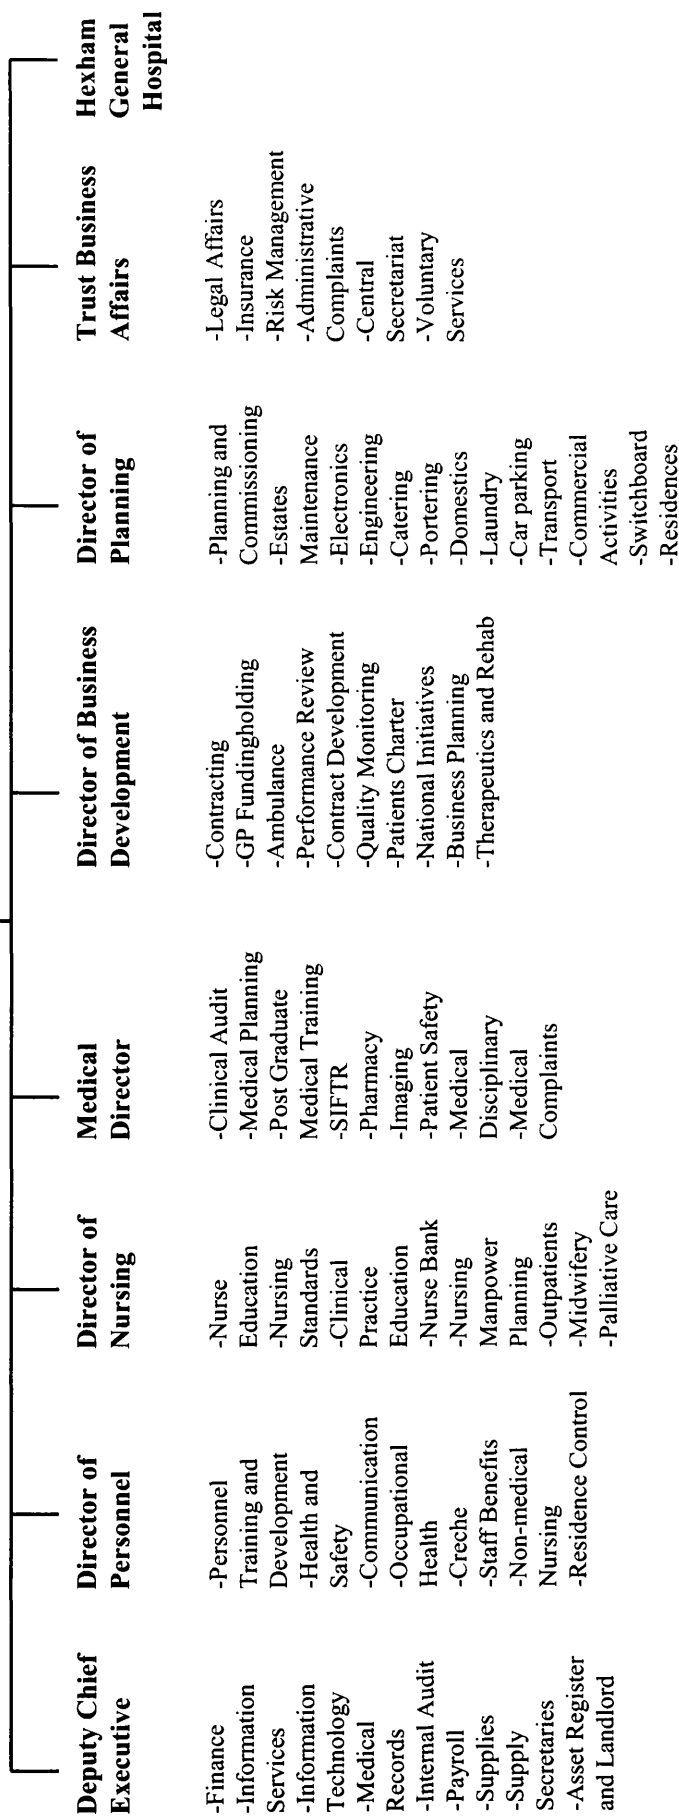 Deputy Chief
Executive
-Finance
-Information
Services
-Information
Technology
-Medical
Records
-Internal Audit
-Payroll
-Supplies
-Supply
Secretaries
-Asset Register
and Landlord
Director of
Personnel
-Personnel
Training and
Development
-Health and
Safety
-Communication
-Occupational
Health
-Creche
-Staff Benefits
-Non-medical
Nursing
-Residence Control
Director of
Nursing
-Nurse
Education
-Nursing
Standards
-Clinical
Practice
Education
-Nurse Bank
-Nursing
Manpower
Planning
-Outpatients
-Midwifery
-Palliative Care
Medical
Director
-Clinical Audit
-Medical Planning
-Post Graduate
Medical Training
-SIFTR
-Pharmacy
-Imaging
-Patient Safety
-Medical
Disciplinary
-Medical
Complaints
Director of Business
Development
-Contracting
-GP Fundingholding
-Ambulance
-Performance Review
-Contract Development
-Quality Monitoring
-Patients Charter
-National Initiatives
-Business Planning
-Therapeutics and Rehab
Director of
Planning
-Planning and
Commissioning
-Estates
Maintenance
-Electronics
-Engineering
-Catering
-Portering
-Domestics
-Laundry
-Car parking
-Transport
-Commercial
Activities
-Switchboard
-Residences
Trust Business
Affairs
-Legal Affairs
-Insurance
-Risk Management
-Administrative
Complaints
-Central
Secretariat
-Voluntary
Services
Hexham
General
Hospital